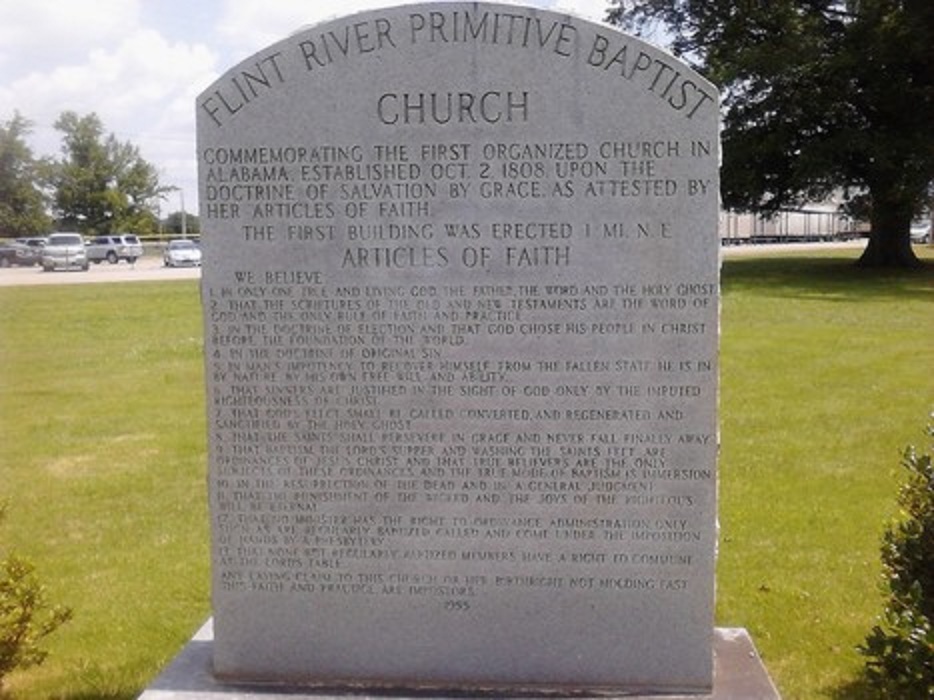 FLINT RIVER PRIMITIVE BAPTIST
CHURCH
COMMEMORATING THE FIRST ORGANIZED CHURCH IN
ALABAMA, ESTABLISHED OCT. 2, 1808, UPON THE
DOCTRINE OF SALVATION BY GRACE, AS ATTESTED BY
HER ARTICLES OF FAITH.
THE FIRST BUILDING WAS ERECTED 1 MI. N. E.
ARTICLES OF FAITH
WE BELIEVE
1. IN ONLY ONE TRUE AND LIVING GOD, THE FATHER, THE WORD AND THE HOLY GHOST
2. THAT THE SCRIPTURES OF THE OLD AND NEW TESTAMENTS ARE THE WORD OF
GOD AND THE ONLY RULE OF FAITH AND PRACTICE
3. IN THE DOCTRINE OF ELECTION AND THAT GOD CHOSE HIS PEOPLE IN CHRIST
BEFORE THE FOUNDATION OF THE WORLD.
4. IN THE DOCTRINE OF ORIGINAL SIN
5. IN MAN'S IMPOTENCY TO RECOVER HIMSELF FROM THE FALLEN STATE HE IS IN
BY NATURE BY HIS OWN FREE WILL AND ABILITY.
6. THAT SINNERS ARE JUSTIFIED IN THE SIGHT OF GOD ONLY BY THE IMPUTED
RIGHTEOUSNESS OF CHRIST.
7. THAT GOD'S ELECT SHALL BE CALLED, CONVERTED, AND REGENERATED AND
SANCTIFIED BY THE HOLY GHOST
8. THAT THE SAINTS SHALL PERSEVERE IN GRACE AND NEVER FALL FINALLY AWAY
9. THAT BAPTISM, THE LORD'S SUPPER AND WASHING THE SAINTS FEET ARE
ORDINANCES OF JESUS CHRIST AND THAT TRUE BELIEVERS ARE THE ONLY
SUBJECTS OF THESE ORDINANCES, AND THE TRUE MODE OF BAPTISM IS IMMERSION
10. IN THE RESURRECTION OF THE DEAD AND IN A GENERAL JUDGMENT
11. THAT THE PUNISHMENT OF THE WICKED AND THE JOYS OF THE RIGHTEOUS
WILL BE ETERNAL
12. THAT NO MINISTER HAS THE RIGHT TO ORDINANCE ADMINISTRATION, ONLY
SUCH AS ARE REGULARLY BAPTIZED, CALLED AND COME UNDER THE IMPOSITION
OF HANDS BY A PRESBYTERY.
13. THAT NONE BUT REGULARLY BAPTIZED MEMBERS HAVE A RIGHT TO COMMUNE
AT THE LORD'S TABLE
ANY LAYING CLAIM TO THIS CHURCH OR HER BIRTHRIGHT NOT HOLDING FAST
THIS FAITH AND PRACTICE, ARE IMPOSTORS.
1955